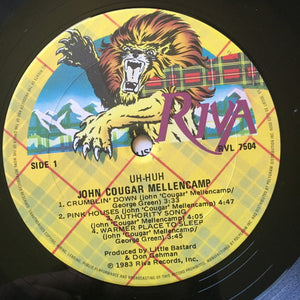 RIVA
SIDE 1
RVL 7504
UH-HUH
JOHN COUGAR MELLENCAMP
1. CRUMBLIN' DOWN (John 'Cougar' Mellencamp/
George Green) 3:33
2. PINK HOUSES (John 'Cougar' Mellencamp) 4:47
3. AUTHORITY SONG
(John 'Cougar' Mellencamp) 4:05
4. WARMER PLACE TO SLEEP
(John 'Cougar' Mellencamp/
George Green) 3:45
Produced by Little Bastard
& Don Gehman
℗ 1983 Riva Records, Inc.